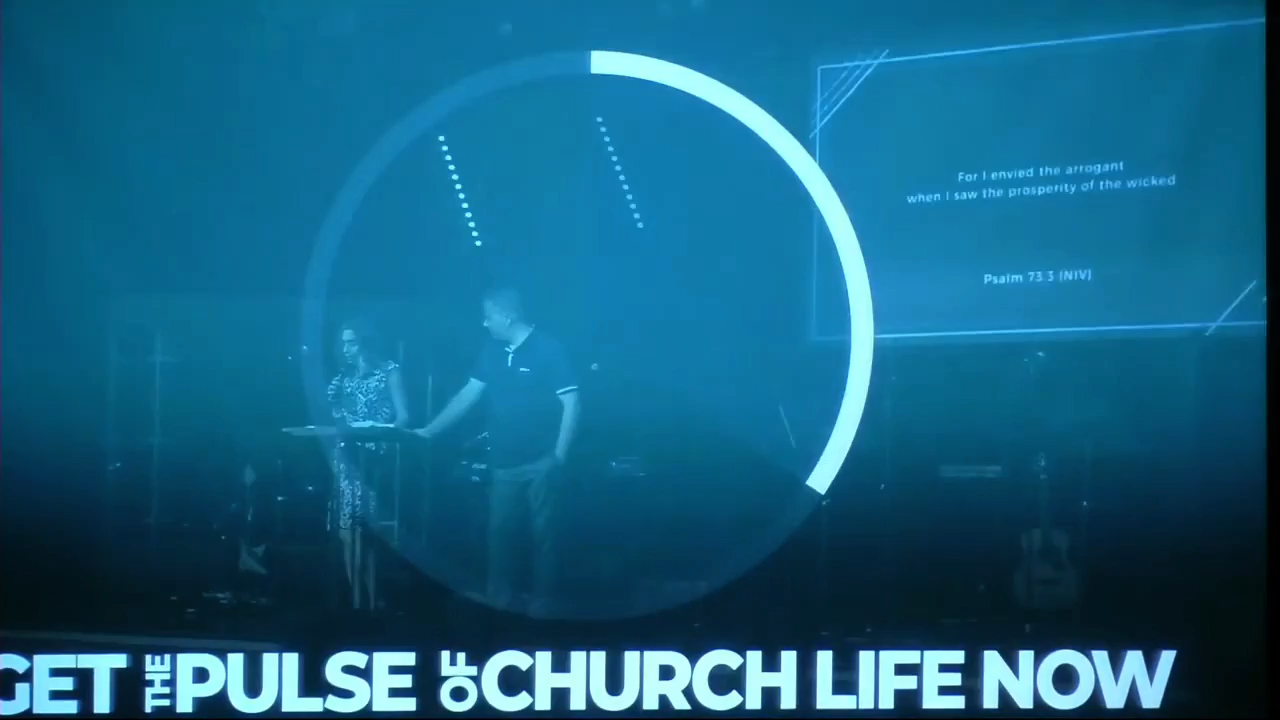 For I envied the arrogant
when I saw the prosperity of the wicked
Psalm 73:3 (NIV)
GET THE PULSE OF CHURCH LIFE NOW